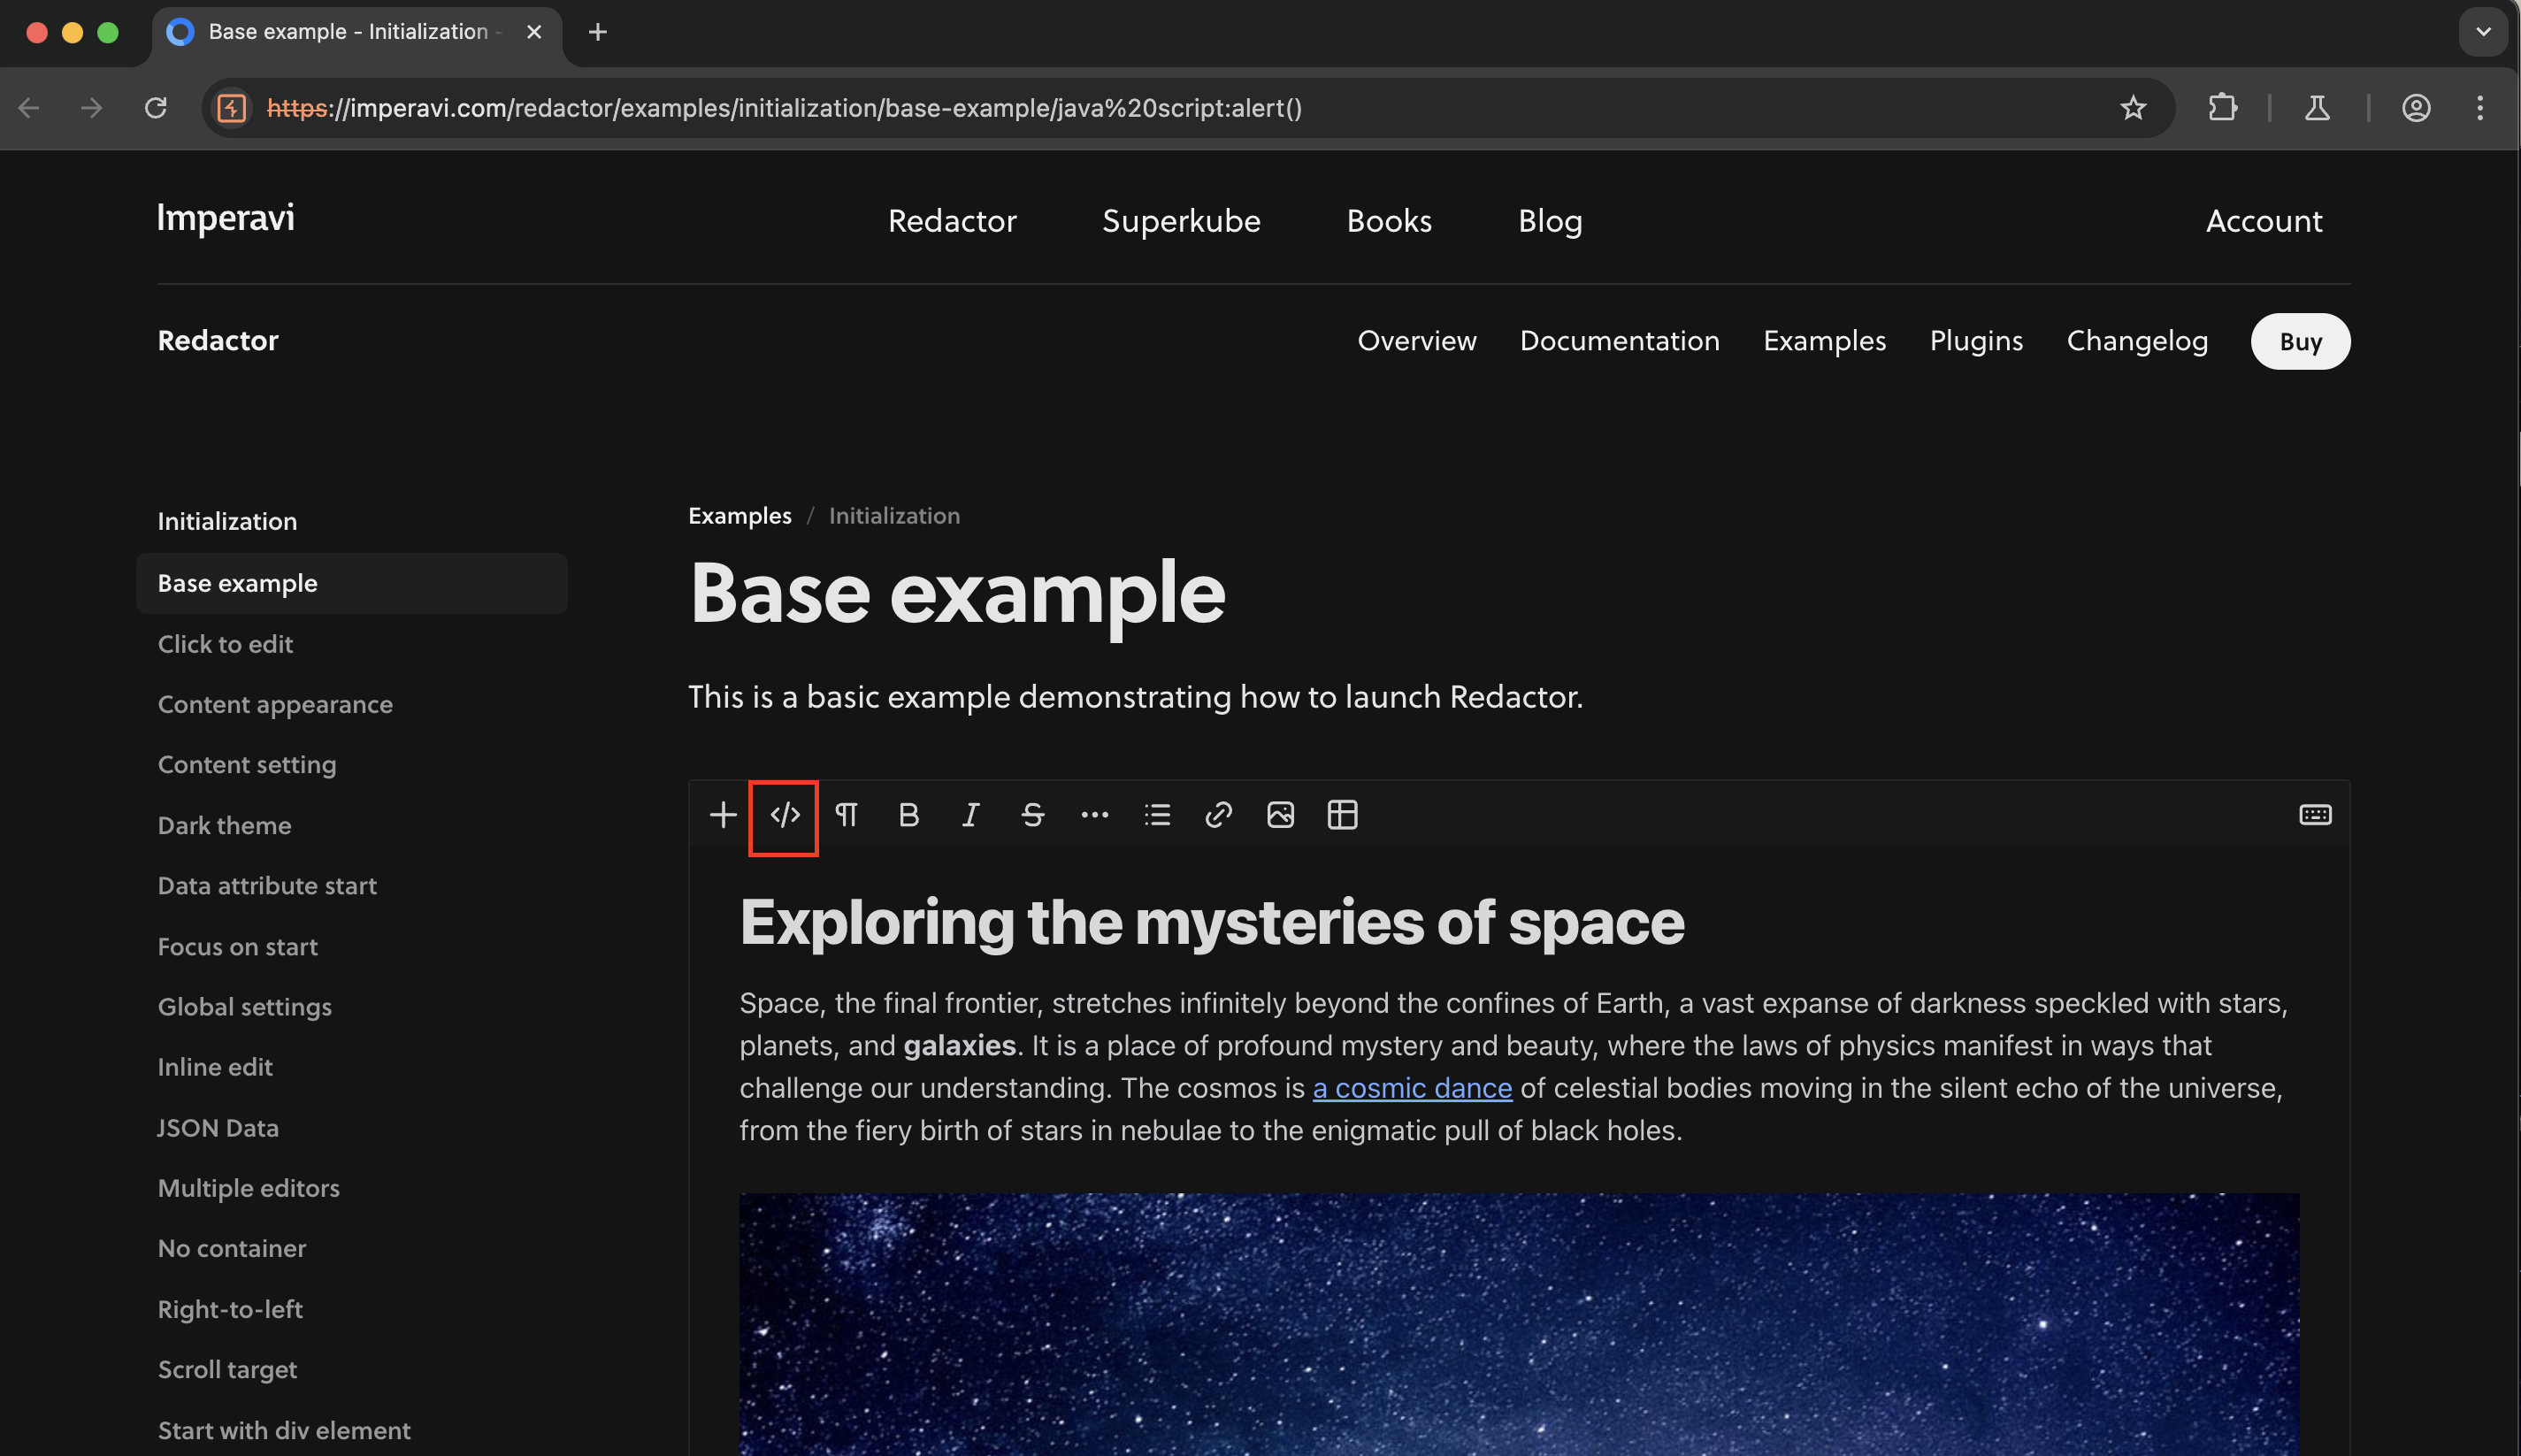 Base example - Initialization -
https://imperavi.com/redactor/examples/initialization/base-example/java%20script:alert()
Imperavi
Redactor
Superkube
Books
Blog
Account
Redactor
Overview
Documentation
Examples
Plugins
Changelog
Buy
Initialization
Base example
Click to edit
Content appearance
Content setting
Dark theme
Data attribute start
Focus on start
Global settings
Inline edit
JSON Data
Multiple editors
No container
Right-to-left
Scroll target
Start with div element
Examples / Initialization
Base example
This is a basic example demonstrating how to launch Redactor.
Exploring the mysteries of space
Space, the final frontier, stretches infinitely beyond the confines of Earth, a vast expanse of darkness speckled with stars,
planets, and galaxies. It is a place of profound mystery and beauty, where the laws of physics manifest in ways that
challenge our understanding. The cosmos is a cosmic dance of celestial bodies moving in the silent echo of the universe,
from the fiery birth of stars in nebulae to the enigmatic pull of black holes.